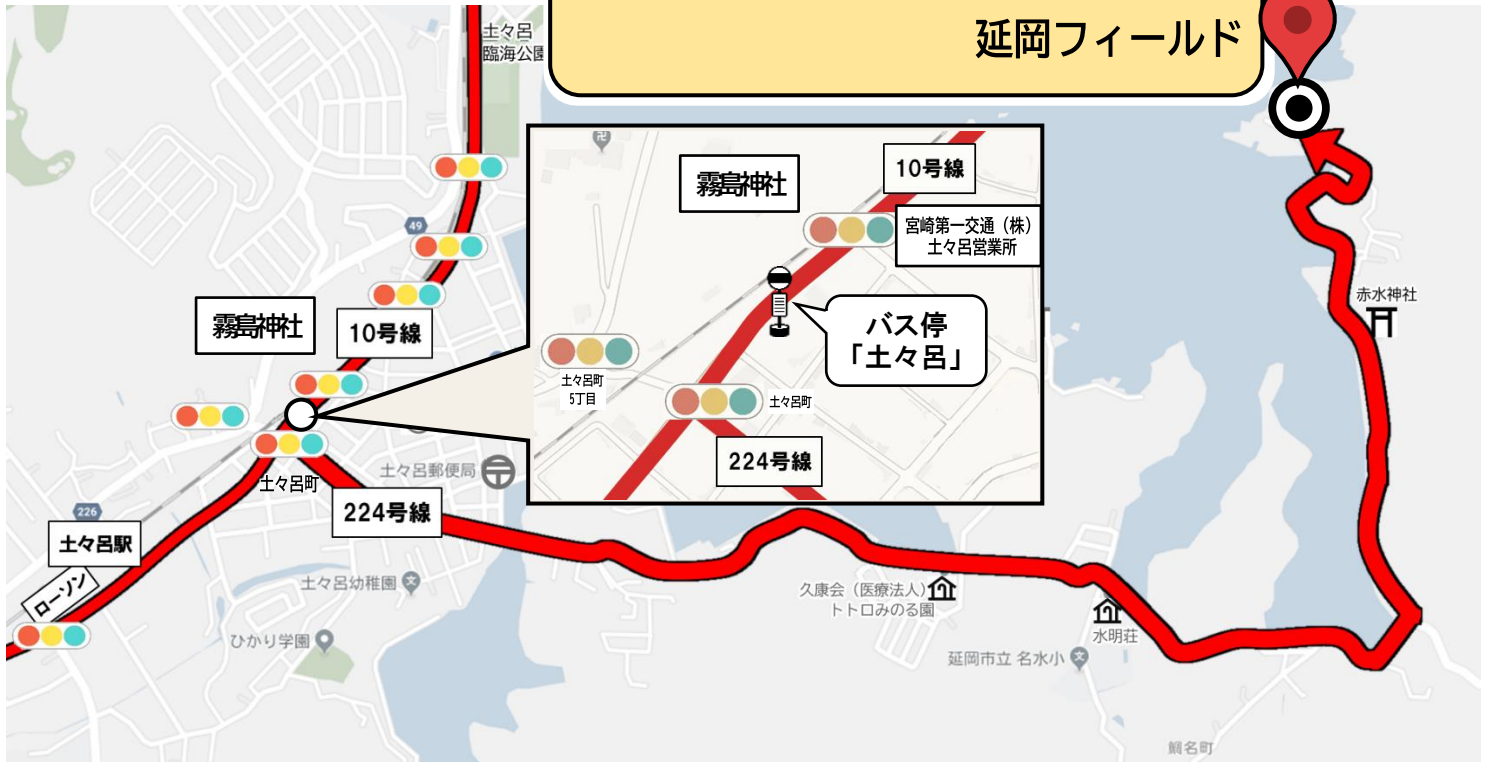 延岡フィールド
土々呂
臨海公園
49
霧島神社
10号線
土々呂町
224号線
土々呂郵便局
226
土々呂駅
ローソン
土々呂幼稚園
ひかり学園
卍
霧島神社
10号線
宮崎第一交通（株）
土々呂営業所
バス停
「土々呂」
土々呂町
5丁目
土々呂町
224号線
赤水神社
久康会（医療法人）
トトロみのる園
水明荘
延岡市立 名水小
文
文
鯛名町